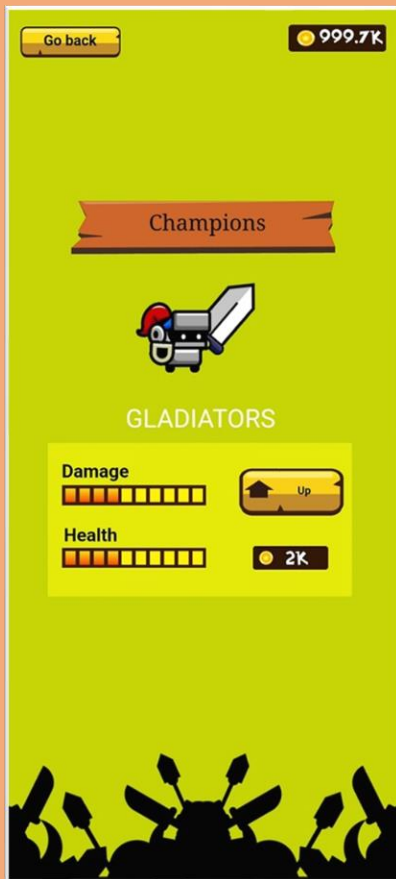 Go back
999.7K
Champions
GLADIATORS
Damage
Up
Health
2K